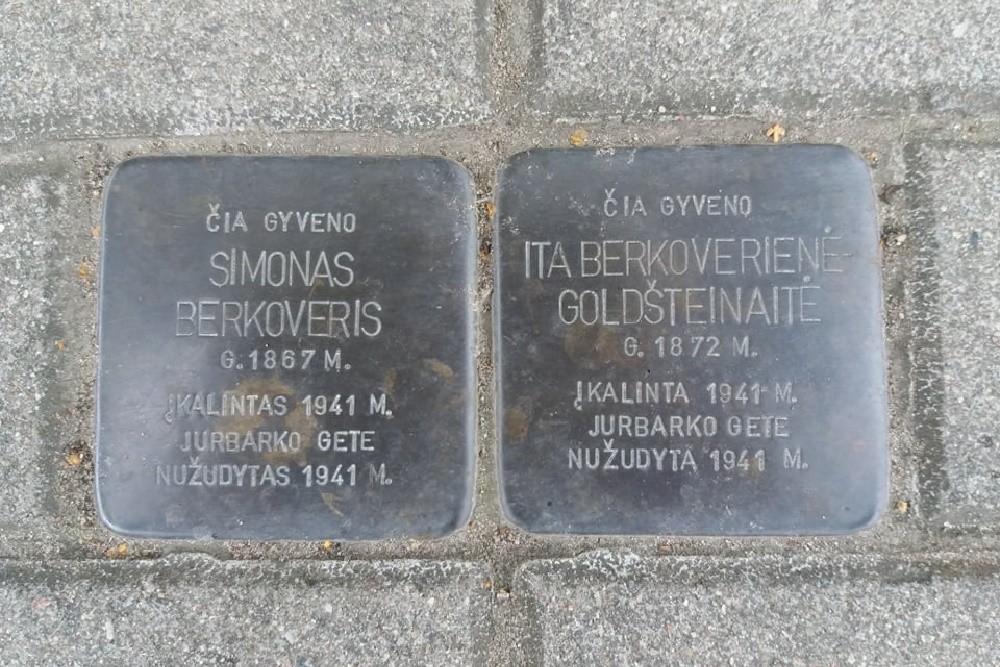 ČIA GYVENO
SIMONAS
BERKOVERIS
G. 1867 M.
ĮKALINTAS 1941 M.
JURBARKO GETE
NUŽUDYTAS 1941 M.
ČIA GYVENO
ITA BERKOVERIENĖ-
GOLDŠTEINAITĖ
G. 1872 M.
ĮKALINTA 1941 M.
JURBARKO GETE
NUŽUDYTA 1941 M.